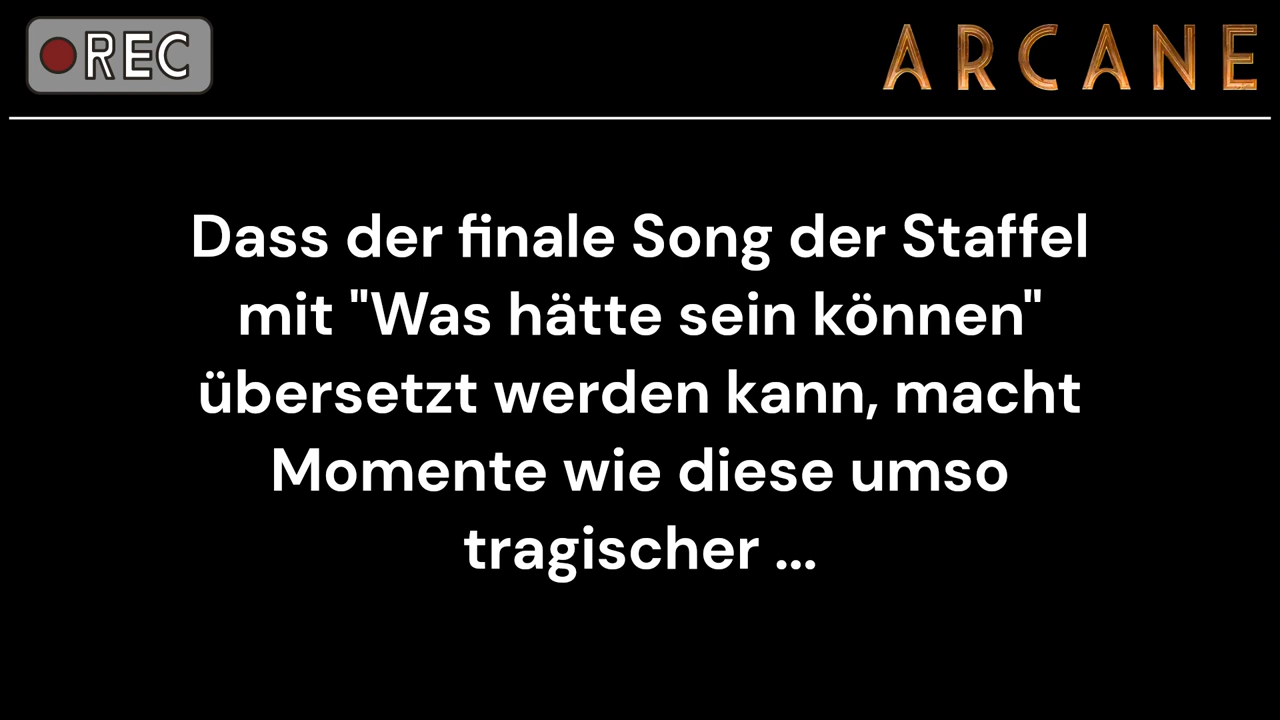 REC
ARCANE
Dass der finale Song der Staffel
mit "Was hätte sein können"
übersetzt werden kann, macht
Momente wie diese umso
tragischer ...